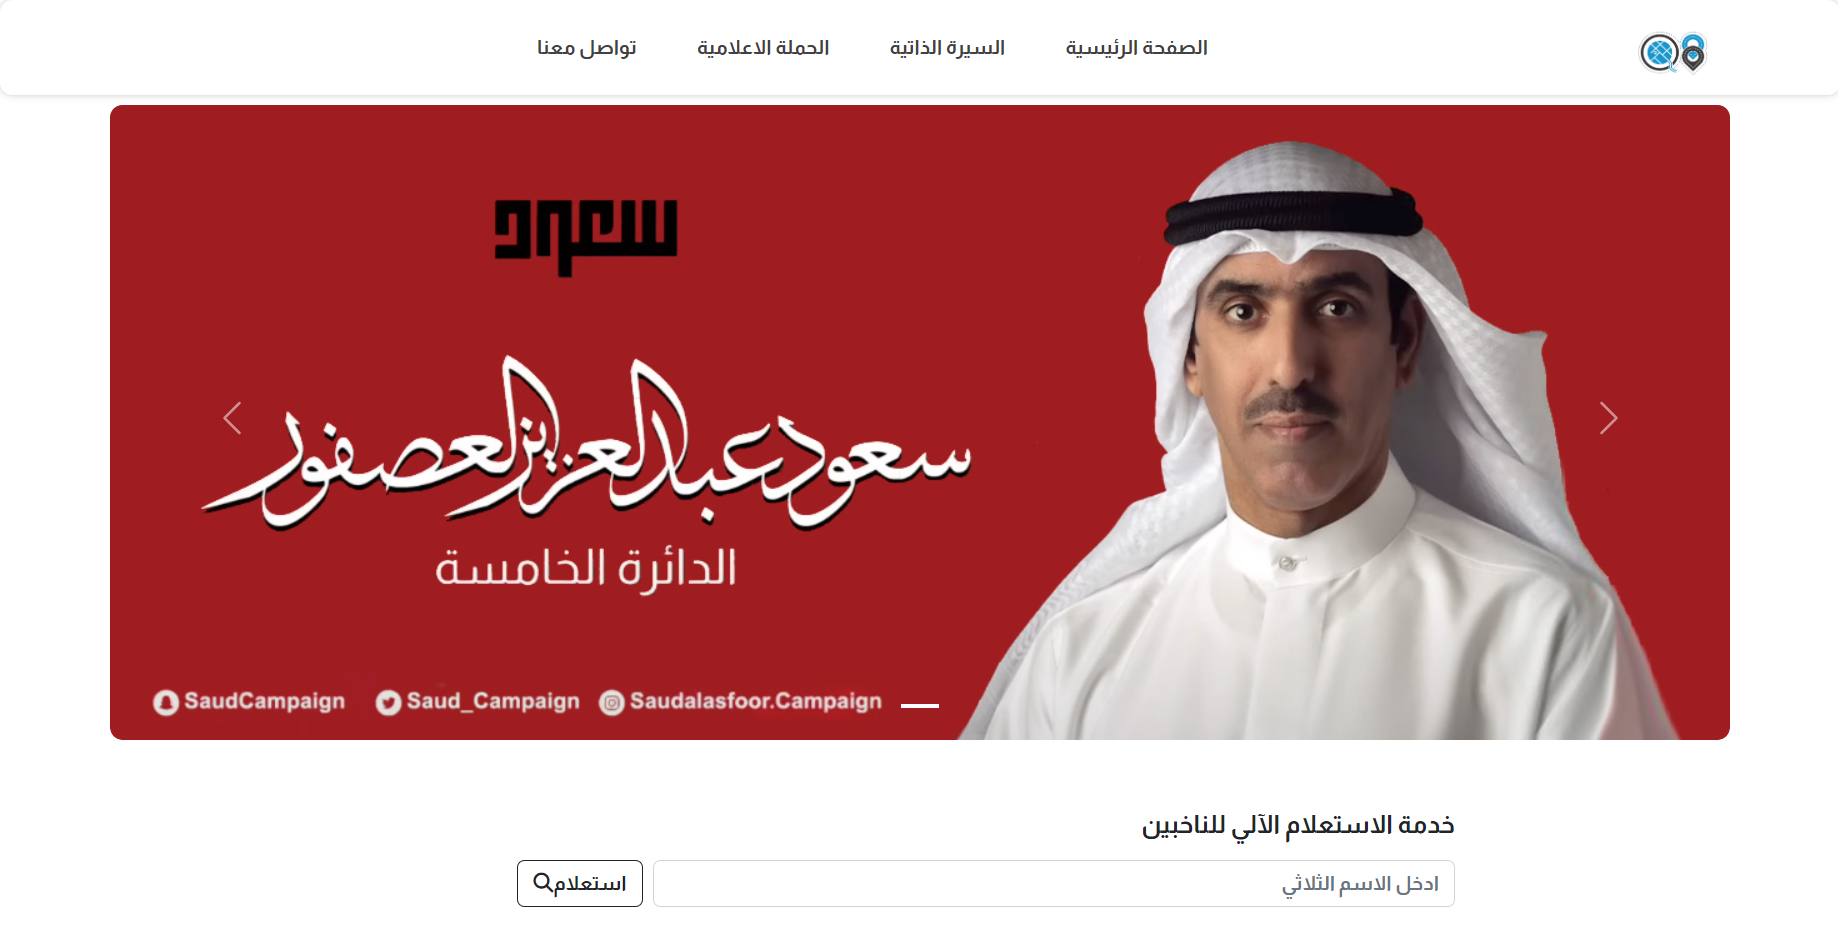 الصفحة الرئيسية
السيرة الذاتية
الحملة الاعلامية
تواصل معنا
سعود
سعود عبدالعزيز العصفور
الدائرة الخامسة
SaudCampaign
Saud_Campaign
Saudalasfoor.Campaign
خدمة الاستعلام الآلي للناخبين
ادخل الاسم الثلاثي
استعلام